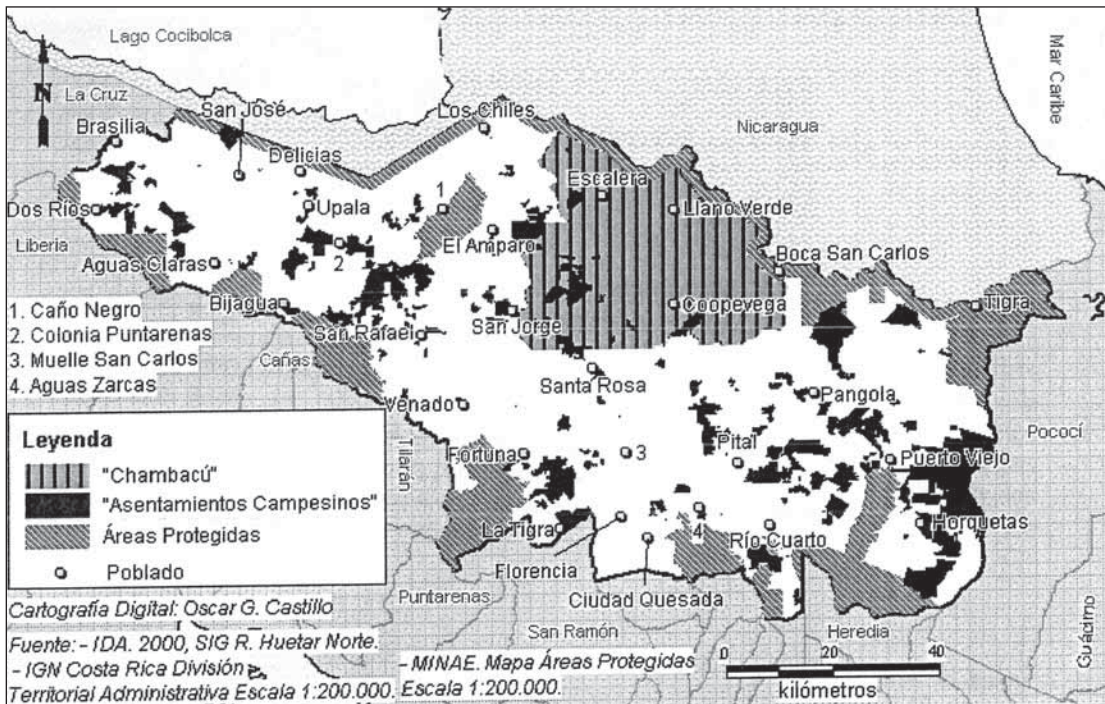 Lago Cocibolca
Mar Caribe
N
La Cruz
San José
Los Chiles
Nicaragua
Brasilia
Delicias
Escalera
Dos Ríos
Upala
1
Llano Verde
Liberia
El Amparo
Boca San Carlos
Aguas Claras
2
Bijagua
Coopevega
Tigra
1. Caño Negro
2. Colonia Puntarenas
3. Muelle San Carlos
4. Aguas Zarcas
San Rafael
San Jorge
Cañas
Santa Rosa
Venado
Pangola
Leyenda
"Chambacú"
"Asentamientos Campesinos"
Áreas Protegidas
Poblado
Tilarán
Fortuna
3
Pital
Puerto Viejo
Pococí
La Tigra
4
Río Cuarto
Horquetas
Florencia
Ciudad Quesada
Puntarenas
San Ramón
Heredia
Guácimo
Cartografía Digital: Oscar G. Castillo
Fuente: - IDA. 2000, SIG R. Huetar Norte.
- IGN Costa Rica División
Territorial Administrativa Escala 1:200.000.
- MINAE. Mapa Áreas Protegidas
Escala 1:200.000.
0 20 40
kilómetros